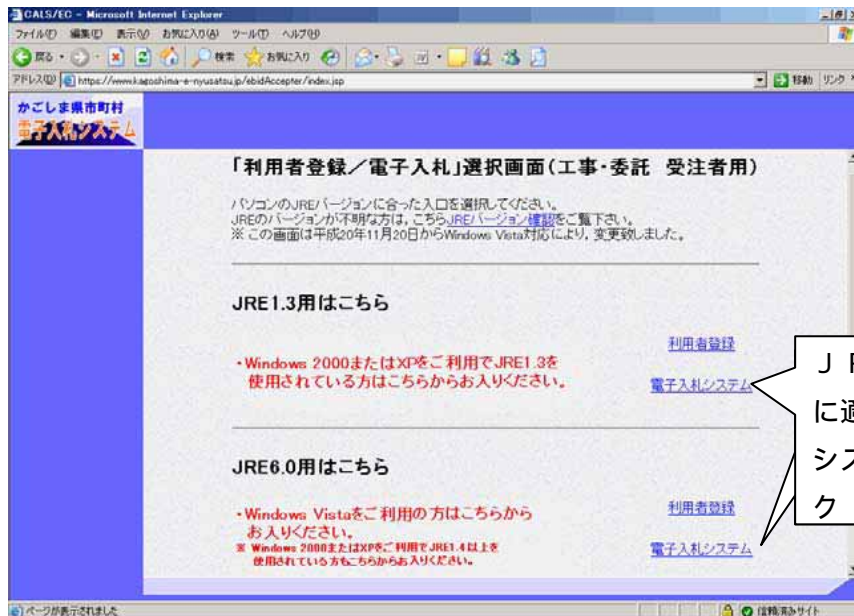 CALS/EC - Microsoft Internet Explorer
ファイル(F) 編集(E) 表示(V) お気に入り(A) ツール(T) ヘルプ(H)
戻る 検索 お気に入り
アドレス(D) https://www.kagoshima-e-nyusatsu.jp/ebidAccepter/index.jsp 移動 リンク
かごしま県市町村
電子入札システム
「利用者登録／電子入札」選択画面(工事・委託 受注者用)
パソコンのJREバージョンに合った入口を選択してください。
JREのバージョンが不明な方は，こちらJREバージョン確認をご覧下さい。
※ この画面は平成20年11月20日からWindows Vista対応により，変更致しました。
JRE1.3用はこちら
利用者登録
・Windows 2000またはXPをご利用でJRE1.3を
使用されている方はこちらからお入りください。
電子入札システム
JRE6.0用はこちら
・Windows Vistaをご利用の方はこちらから
お入りください。
利用者登録
※ Windows 2000またはXPをご利用でJRE1.4以上を
使用されている方もこちらからお入りください。
電子入札システム
Ｊ
に適
シス
ク
ページが表示されました
信頼済みサイト